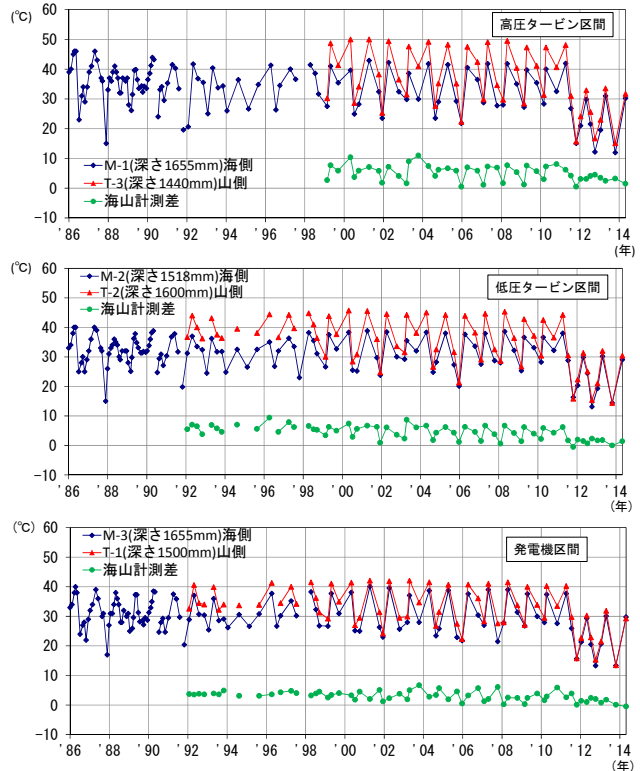 (℃)
高圧タービン区間
60
50
40
30
20
10
0
-10
M-1(深さ1655mm)海側
T-3(深さ1440mm)山側
海山計測差
'86 '88 '90 '92 '94 '96 '98 '00 '02 '04 '06 '08 '10 '12 '14
(年)
(℃)
低圧タービン区間
60
50
40
30
20
10
0
-10
M-2(深さ1518mm)海側
T-2(深さ1600mm)山側
海山計測差
'86 '88 '90 '92 '94 '96 '98 '00 '02 '04 '06 '08 '10 '12 '14
(年)
(℃)
発電機区間
60
50
40
30
20
10
0
-10
M-3(深さ1655mm)海側
T-1(深さ1500mm)山側
海山計測差
'86 '88 '90 '92 '94 '96 '98 '00 '02 '04 '06 '08 '10 '12 '14
(年)